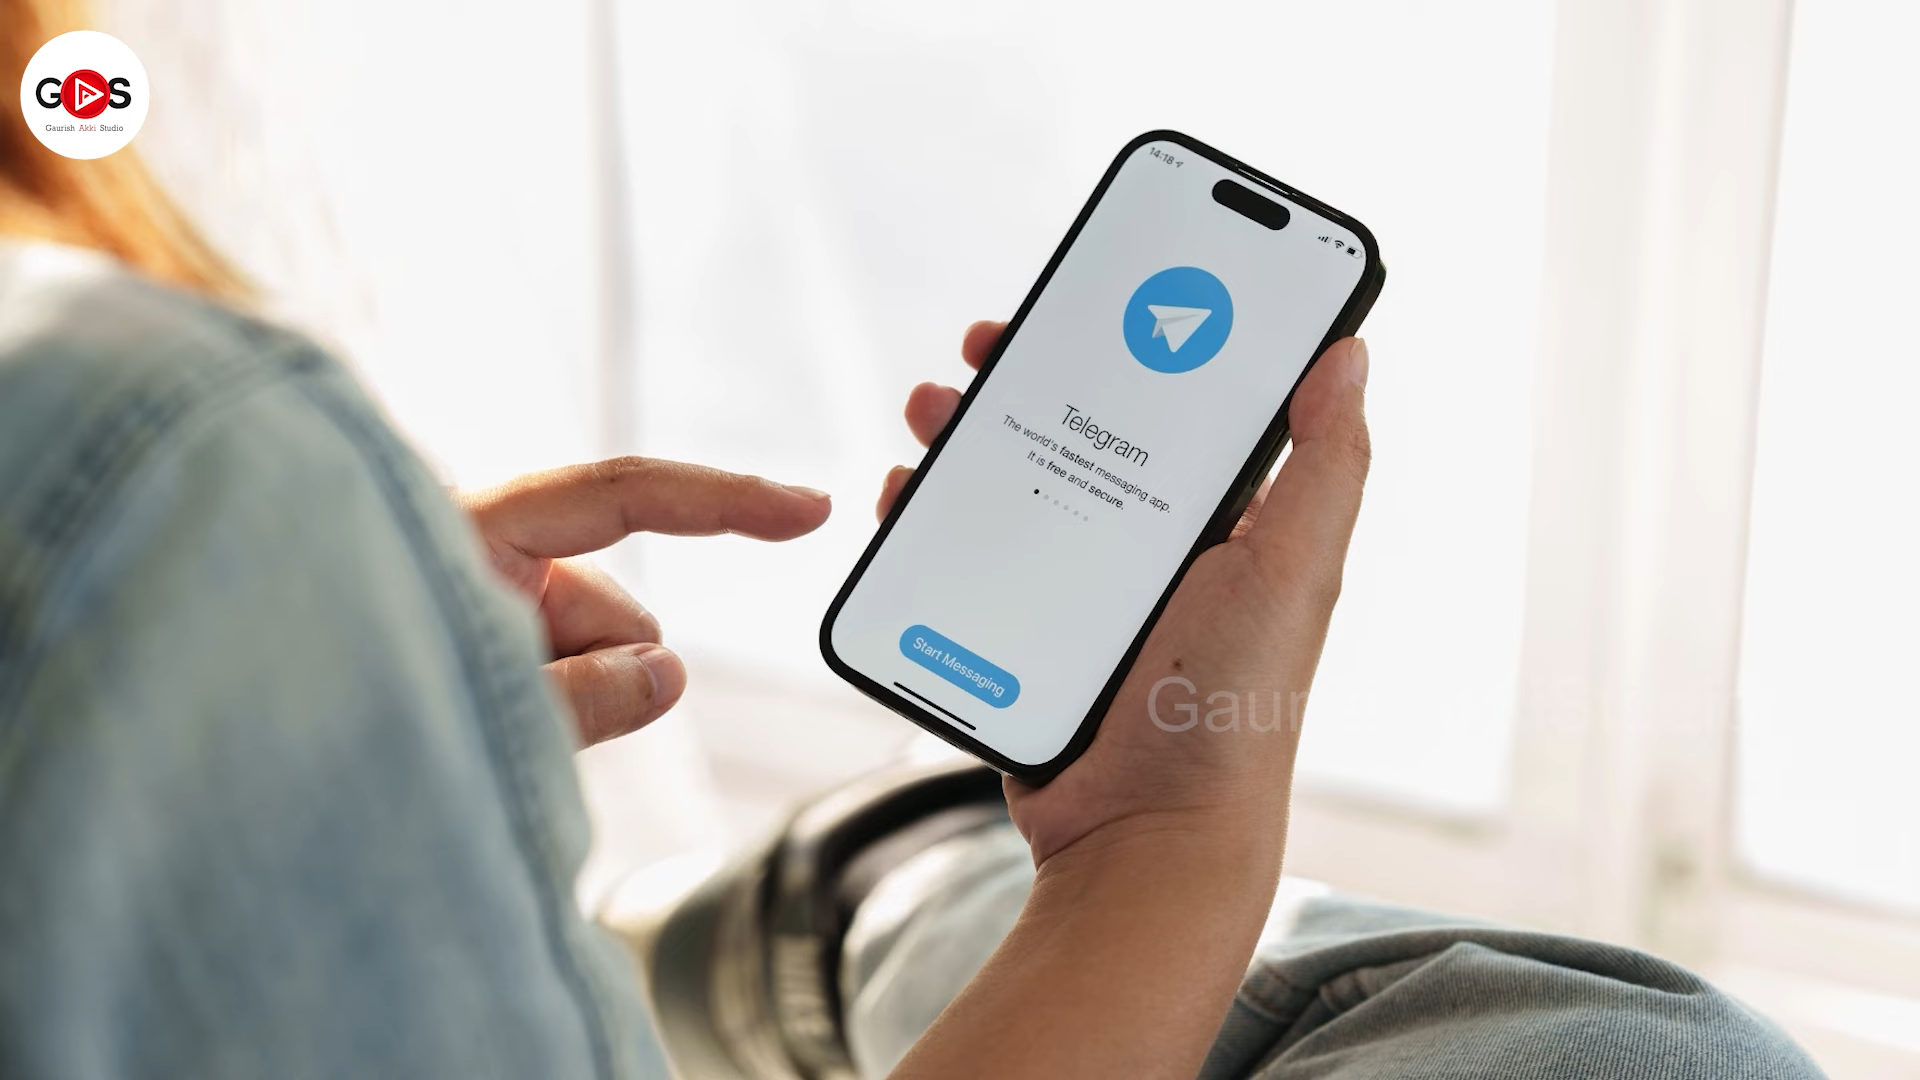 GAS
Gaurish Akki Studio
14:18
Telegram
The world's fastest messaging app.
It is free and secure.
Start Messaging